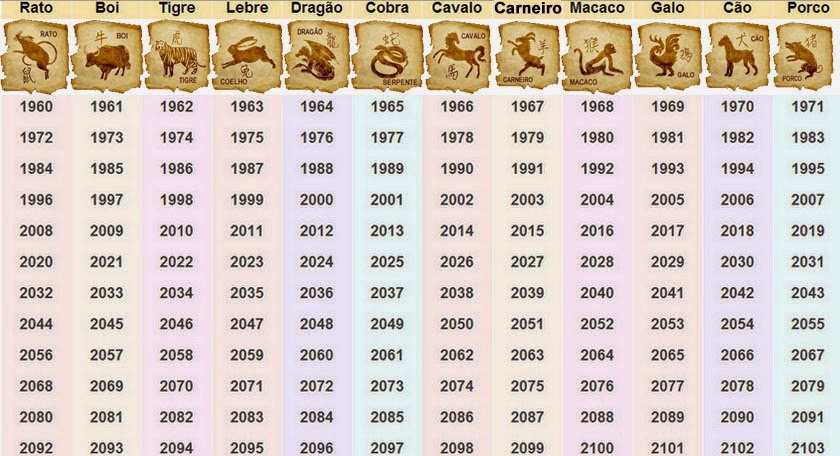 Rato Boi Tigre Lebre Dragão Cobra Cavalo Carneiro Macaco Galo Cão Porco
RATO 鼠 牛 BOI 虎 TIGRE COELHO 兔 DRAGÃO 龍 蛇 SERPENTE CAVALO 馬 羊 CARNEIRO 猴 MACACO 鸡 GALO 犬 CÃO 猪 PORCO
1960 1961 1962 1963 1964 1965 1966 1967 1968 1969 1970 1971
1972 1973 1974 1975 1976 1977 1978 1979 1980 1981 1982 1983
1984 1985 1986 1987 1988 1989 1990 1991 1992 1993 1994 1995
1996 1997 1998 1999 2000 2001 2002 2003 2004 2005 2006 2007
2008 2009 2010 2011 2012 2013 2014 2015 2016 2017 2018 2019
2020 2021 2022 2023 2024 2025 2026 2027 2028 2029 2030 2031
2032 2033 2034 2035 2036 2037 2038 2039 2040 2041 2042 2043
2044 2045 2046 2047 2048 2049 2050 2051 2052 2053 2054 2055
2056 2057 2058 2059 2060 2061 2062 2063 2064 2065 2066 2067
2068 2069 2070 2071 2072 2073 2074 2075 2076 2077 2078 2079
2080 2081 2082 2083 2084 2085 2086 2087 2088 2089 2090 2091
2092 2093 2094 2095 2096 2097 2098 2099 2100 2101 2102 2103